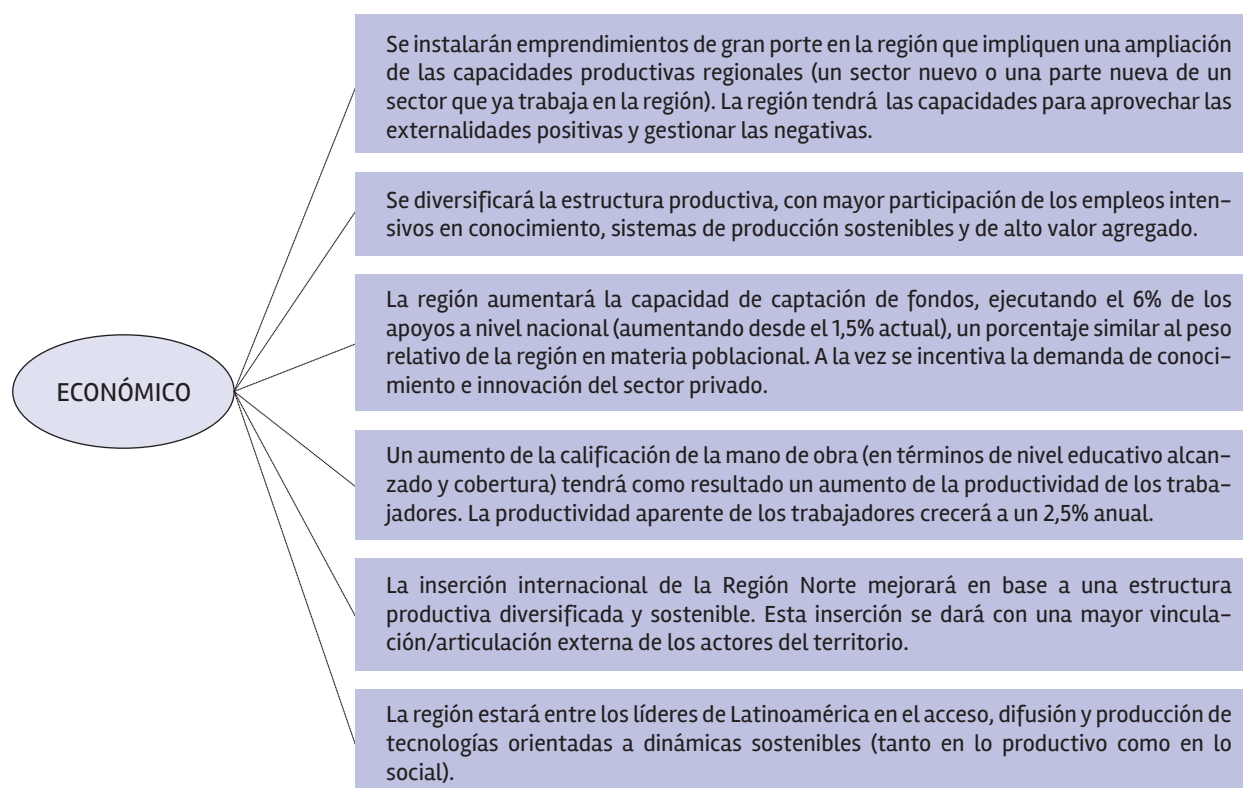 Se instalarán emprendimientos de gran porte en la región que impliquen una ampliación
de las capacidades productivas regionales (un sector nuevo o una parte nueva de un
sector que ya trabaja en la región). La región tendrá las capacidades para aprovechar las
externalidades positivas y gestionar las negativas.
Se diversificará la estructura productiva, con mayor participación de los empleos inten-
sivos en conocimiento, sistemas de producción sostenibles y de alto valor agregado.
La región aumentará la capacidad de captación de fondos, ejecutando el 6% de los
apoyos a nivel nacional (aumentando desde el 1,5% actual), un porcentaje similar al peso
relativo de la región en materia poblacional. A la vez se incentiva la demanda de conoci-
miento e innovación del sector privado.
ECONÓMICO
Un aumento de la calificación de la mano de obra (en términos de nivel educativo alcan-
zado y cobertura) tendrá como resultado un aumento de la productividad de los traba-
jadores. La productividad aparente de los trabajadores crecerá a un 2,5% anual.
La inserción internacional de la Región Norte mejorará en base a una estructura
productiva diversificada y sostenible. Esta inserción se dará con una mayor vincula-
ción/articulación externa de los actores del territorio.
La región estará entre los líderes de Latinoamérica en el acceso, difusión y producción de
tecnologías orientadas a dinámicas sostenibles (tanto en lo productivo como en lo
social).